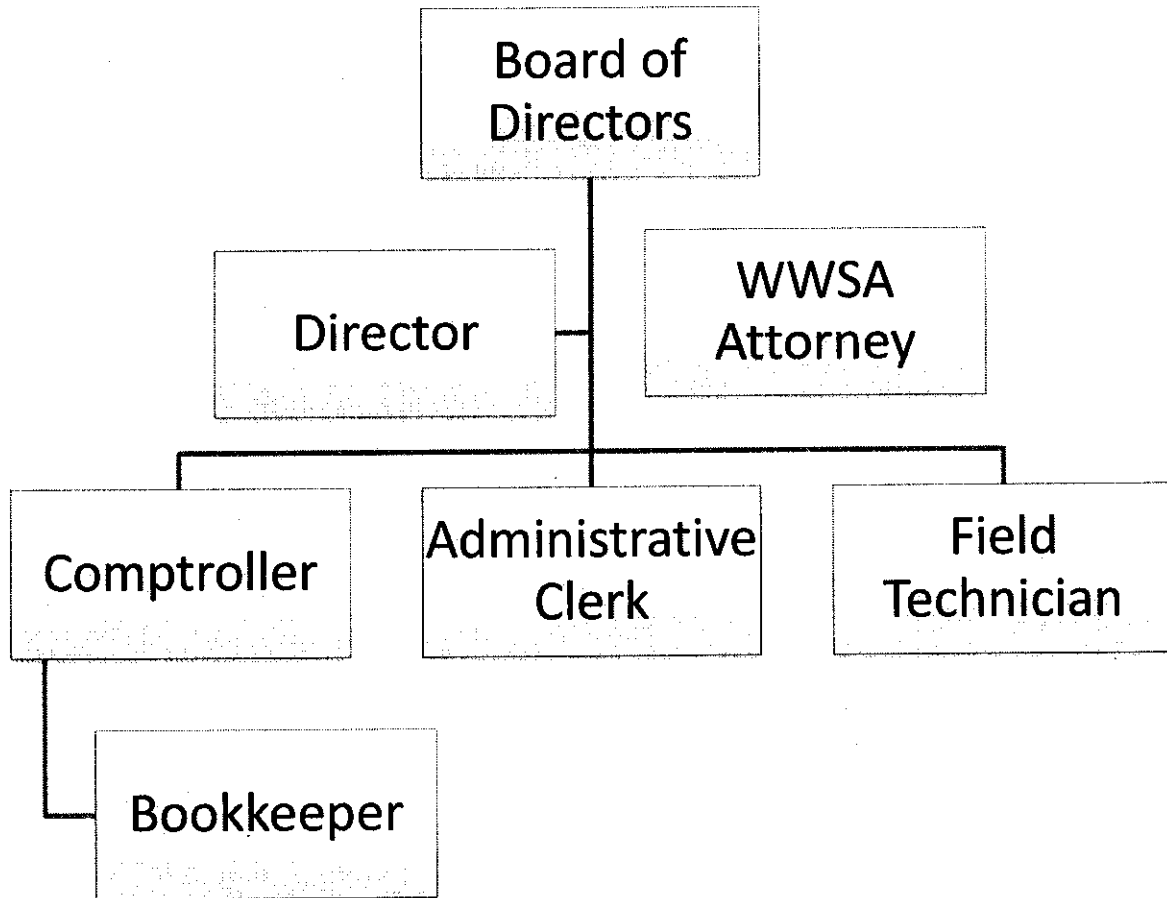 Board of
Directors
Director
WWSA
Attorney
Comptroller
Administrative
Clerk
Field
Technician
Bookkeeper